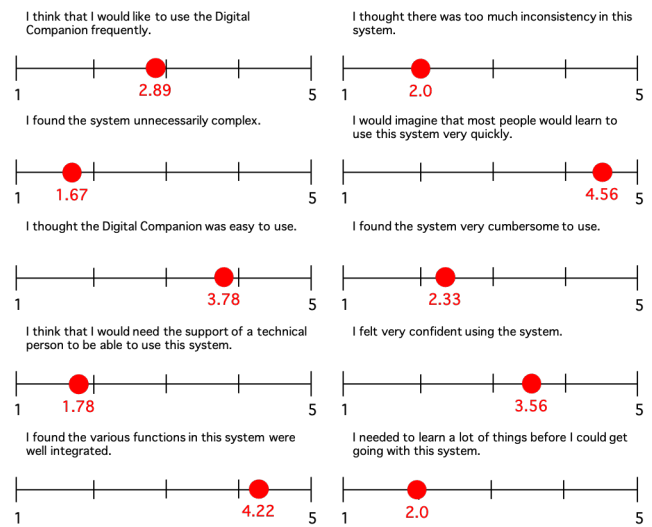 I think that I would like to use the Digital
Companion frequently.
1
2.89
5
I found the system unnecessarily complex.
1
1.67
5
I thought the Digital Companion was easy to use.
1
3.78
5
I think that I would need the support of a technical
person to be able to use this system.
1
1.78
5
I found the various functions in this system were
well integrated.
1
4.22
5
I thought there was too much inconsistency in this
system.
1
2.0
5
I would imagine that most people would learn to
use this system very quickly.
1
4.56
5
I found the system very cumbersome to use.
1
2.33
5
I felt very confident using the system.
1
3.56
5
I needed to learn a lot of things before I could get
going with this system.
1
2.0
5